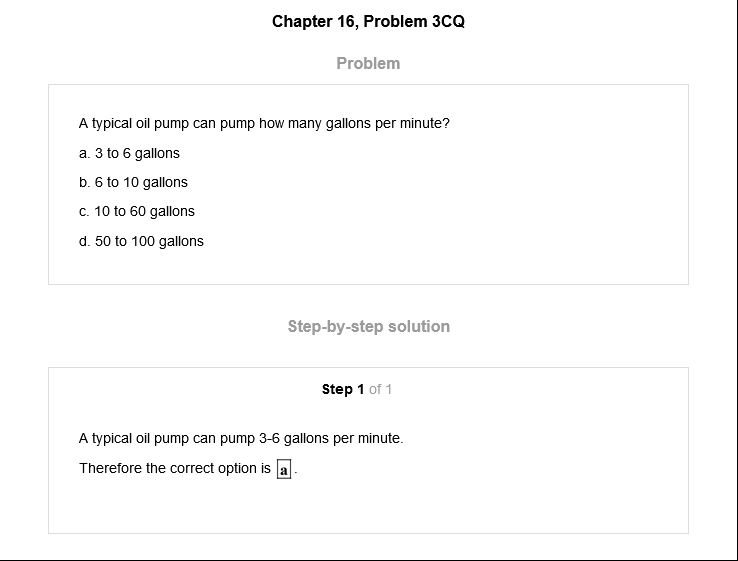 Chapter 16, Problem 3CQ
Problem
A typical oil pump can pump how many gallons per minute?
a. 3 to 6 gallons
b. 6 to 10 gallons
c. 10 to 60 gallons
d. 50 to 100 gallons
Step-by-step solution
Step 1 of 1
A typical oil pump can pump 3-6 gallons per minute.
Therefore the correct option is a.